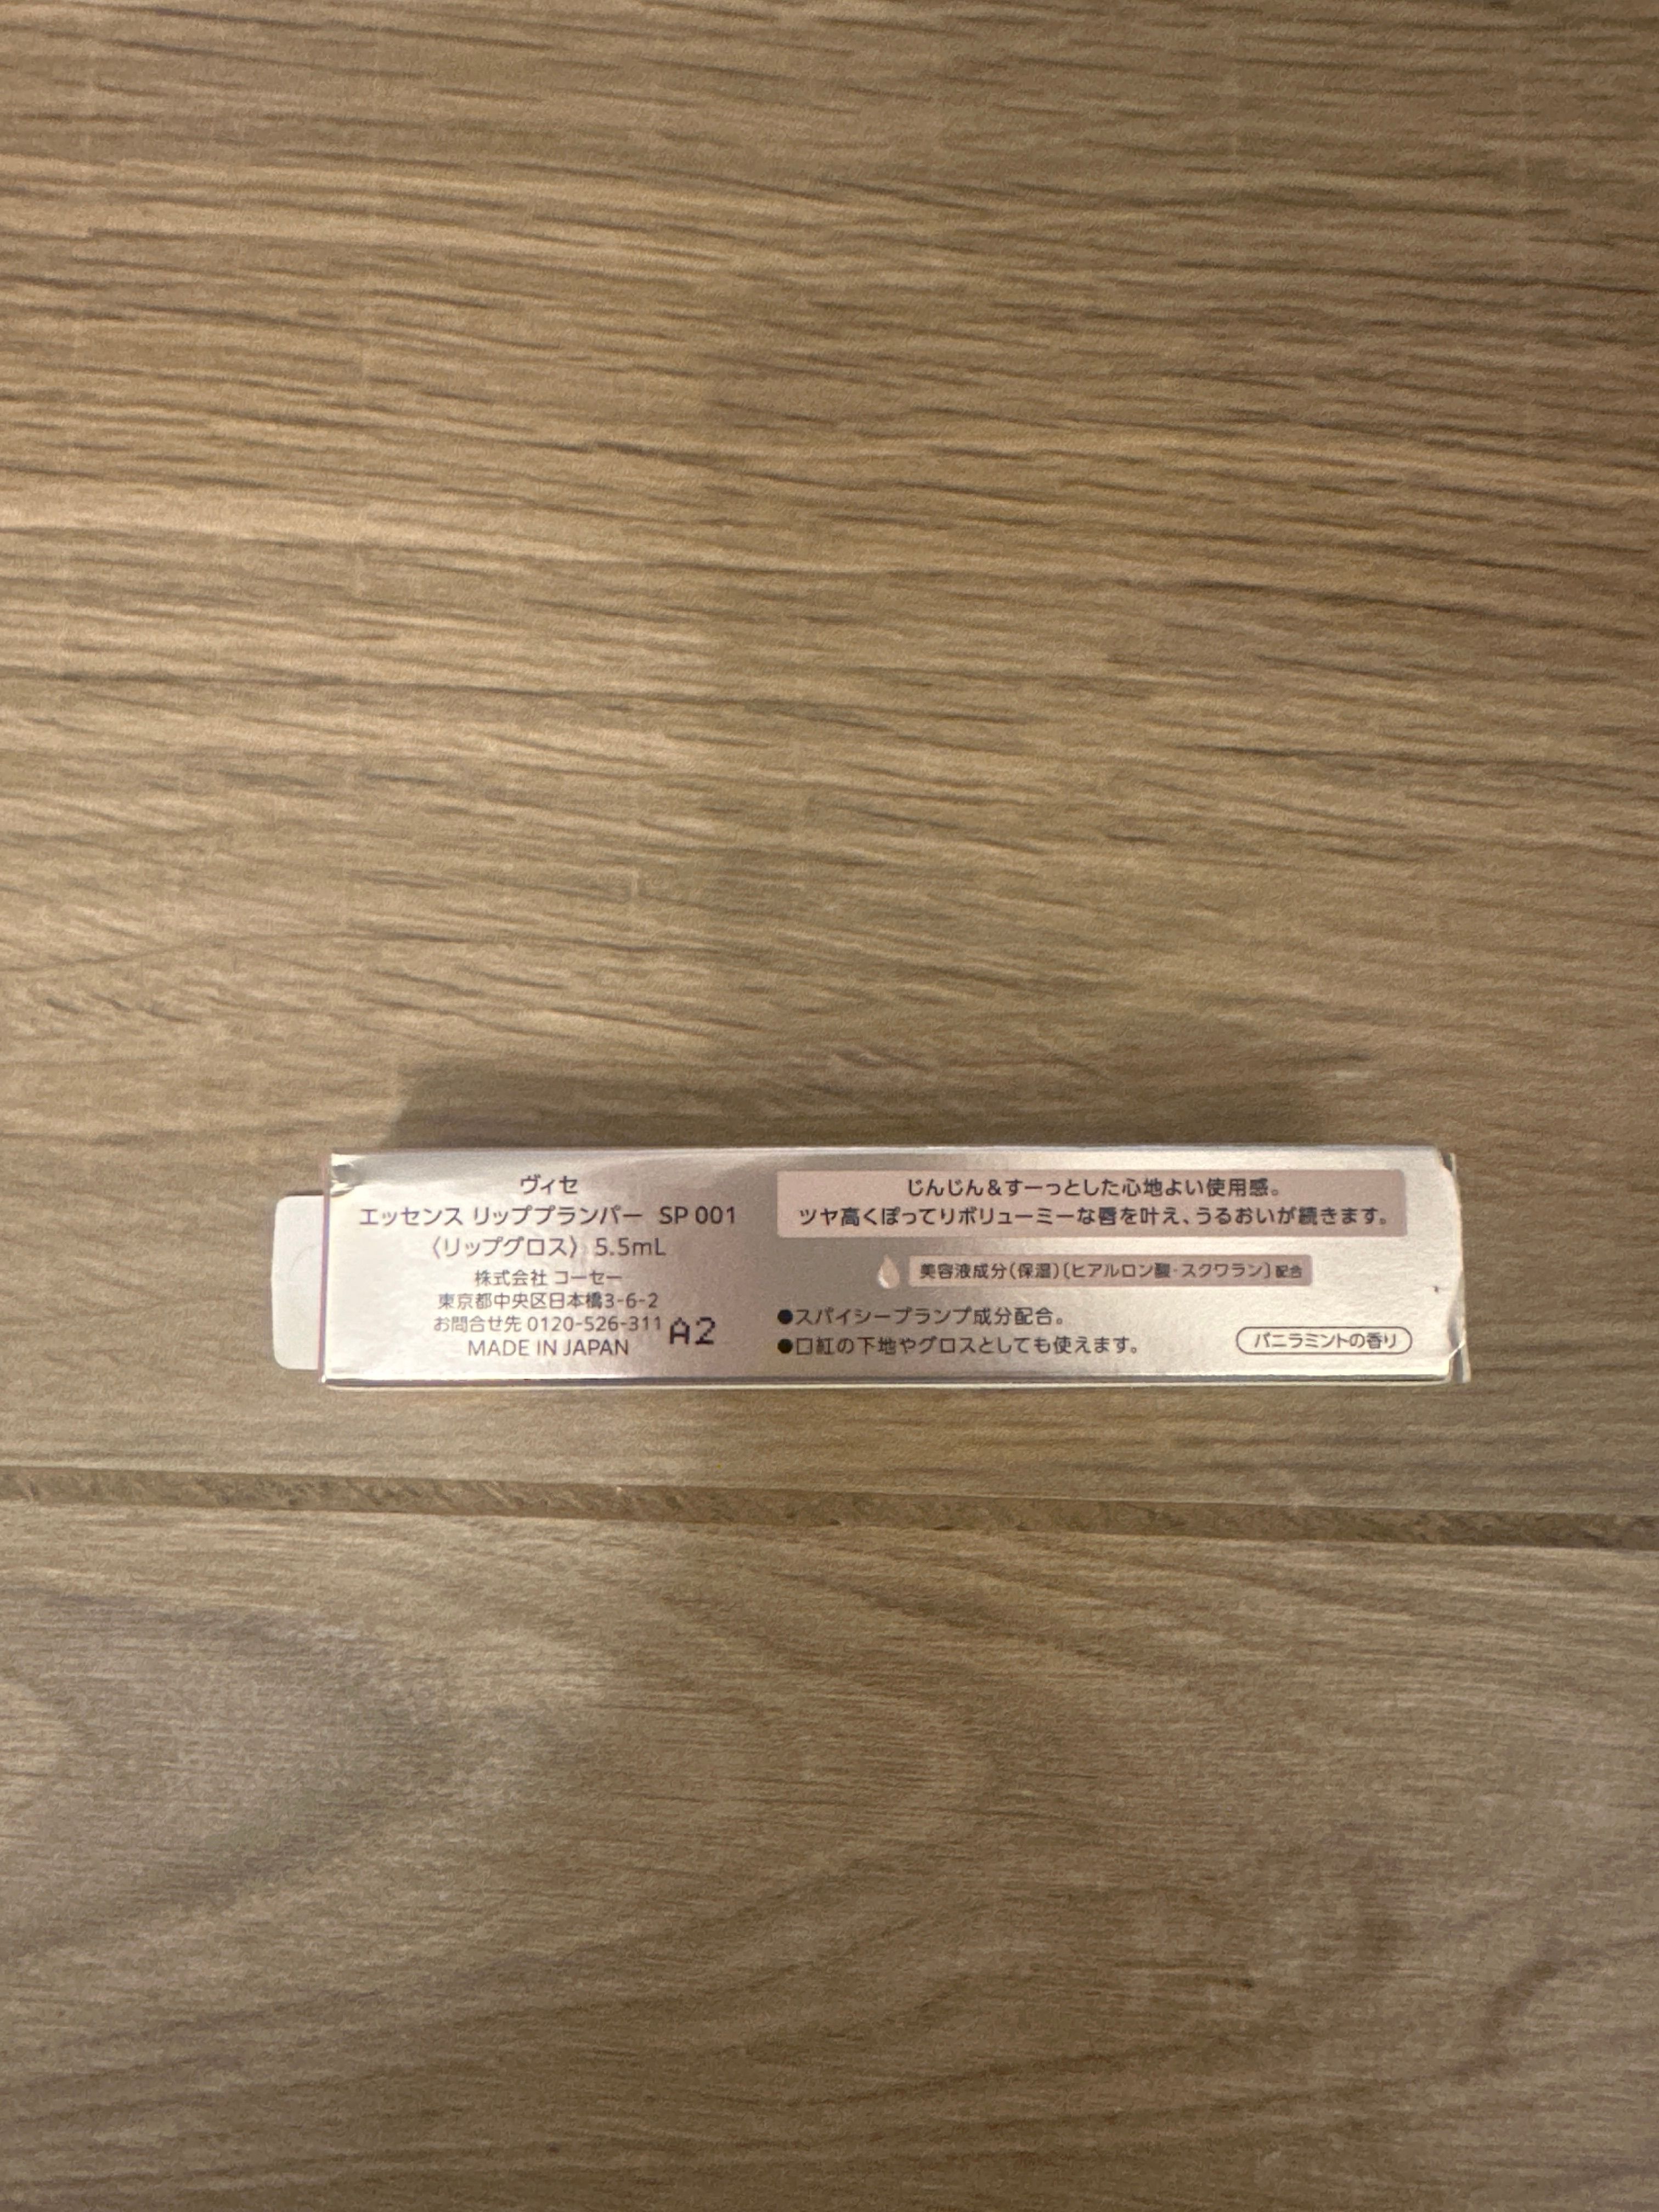 ヴィセ
エッセンス リッププランパー SP 001
〈リップグロス〉 5.5mL
株式会社 コーセー
東京都中央区日本橋3-6-2
お問合せ先 0120-526-311
MADE IN JAPAN
A2
じんじん&すーっとした心地よい使用感。
ツヤ高くぽってりボリューミーな唇を叶え、うるおいが続きます。
美容液成分(保湿)〔ヒアルロン酸・スクワラン〕配合
●スパイシープランプ成分配合。
●口紅の下地やグロスとしても使えます。
バニラミントの香り